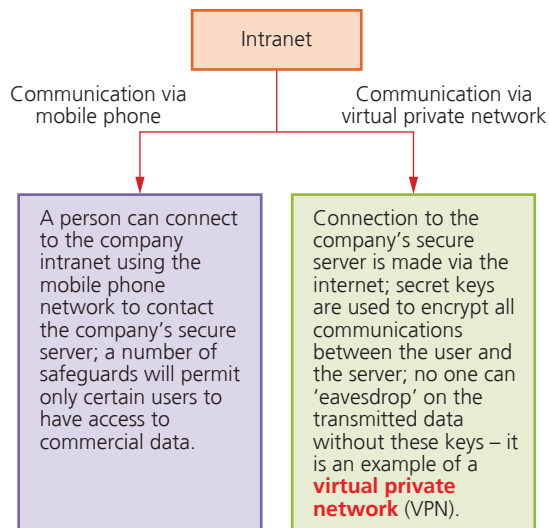 Intranet
Communication via
mobile phone
Communication via
virtual private network
A person can connect
to the company
intranet using the
mobile phone
network to contact
the company’s secure
server; a number of
safeguards will permit
only certain users to
have access to
commercial data.
Connection to the
company’s secure
server is made via the
internet; secret keys
are used to encrypt all
communications
between the user and
the server; no one can
‘eavesdrop’ on the
transmitted data
without these keys – it
is an example of a
virtual private
network (VPN).